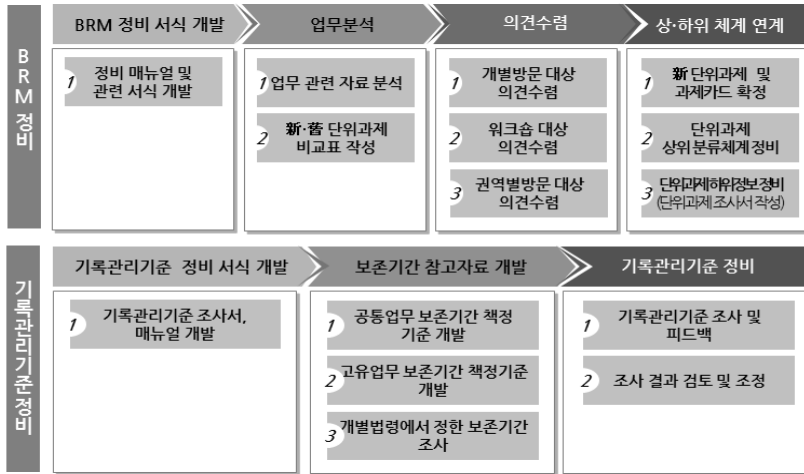 BRM 정비
BRM 정비 서식 개발
업무분석
의견수렴
상·하위 체계 연계
1 정비 매뉴얼 및
관련 서식 개발
1 업무 관련 자료 분석
2 新·舊 단위과제
비교표 작성
1 개별방문 대상
의견수렴
2 워크숍 대상
의견수렴
3 권역별방문 대상
의견수렴
1 新 단위과제 및
과제카드 확정
2 단위과제
상위 분류체계 정비
3 단위과제 하위정보 정비
(단위과제 조사서 작성)
기록관리기준 정비
기록관리기준 정비 서식 개발
보존기간 참고자료 개발
기록관리기준 정비
1 기록관리기준 조사서,
매뉴얼 개발
1 공통업무 보존기간 책정
기준 개발
2 고유업무 보존기간 책정기준
개발
3 개별법령에서 정한 보존기간
조사
1 기록관리기준 조사 및
피드백
2 조사 결과 검토 및 조정